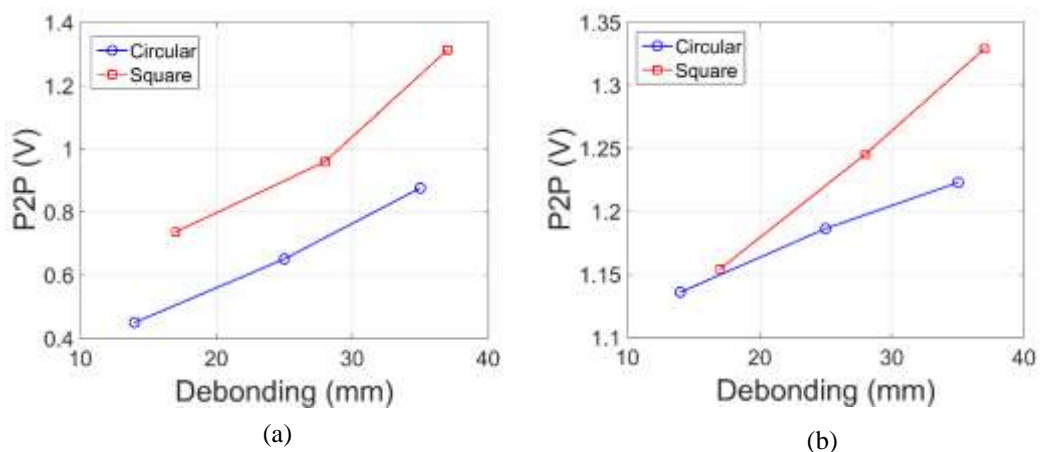 1.4
1.2
1
0.8
0.6
0.4
P2P (V)
Circular
Square
10 20 30 40
Debonding (mm)
(a)
1.35
1.3
1.25
1.2
1.15
1.1
P2P (V)
Circular
Square
10 20 30 40
Debonding (mm)
(b)